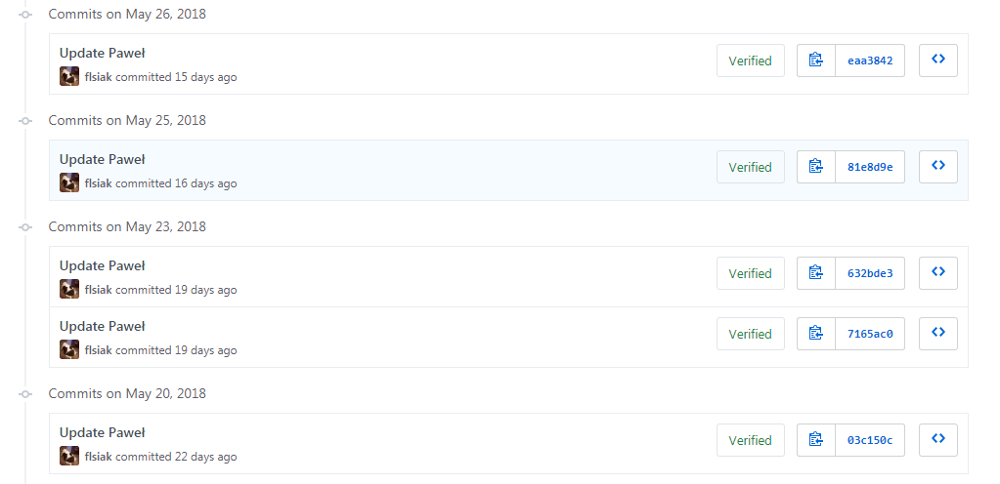 Commits on May 26, 2018
Update Paweł
flsiak committed 15 days ago
Verified
eaa3842
Commits on May 25, 2018
Update Paweł
flsiak committed 16 days ago
Verified
81e8d9e
Commits on May 23, 2018
Update Paweł
flsiak committed 19 days ago
Verified
632bde3
Update Paweł
flsiak committed 19 days ago
Verified
7165ac0
Commits on May 20, 2018
Update Paweł
flsiak committed 22 days ago
Verified
03c150c